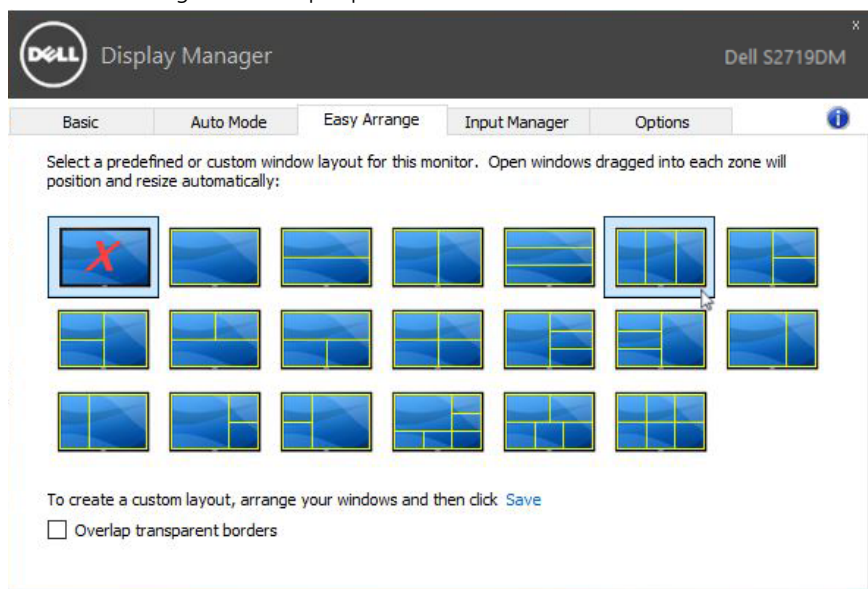 DELL
Display Manager
Dell S2719DM
x
Basic
Auto Mode
Easy Arrange
Input Manager
Options
Select a predefined or custom window layout for this monitor. Open windows dragged into each zone will
position and resize automatically:
X
To create a custom layout, arrange your windows and then click Save
Overlap transparent borders